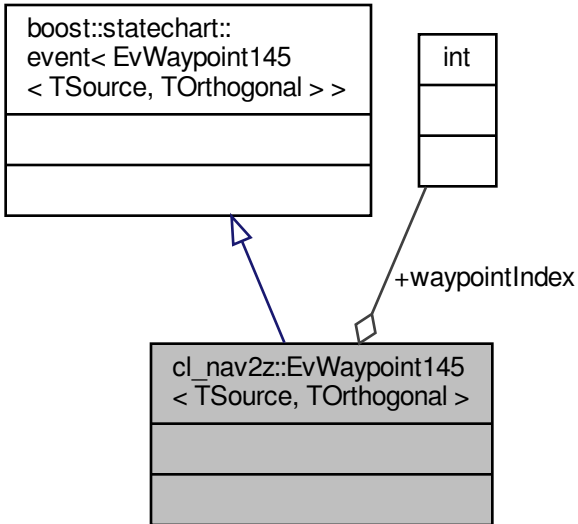 boost::statechart::
event< EvWaypoint145
< TSource, TOrthogonal > >
int
+waypointIndex
cl_nav2z::EvWaypoint145
< TSource, TOrthogonal >